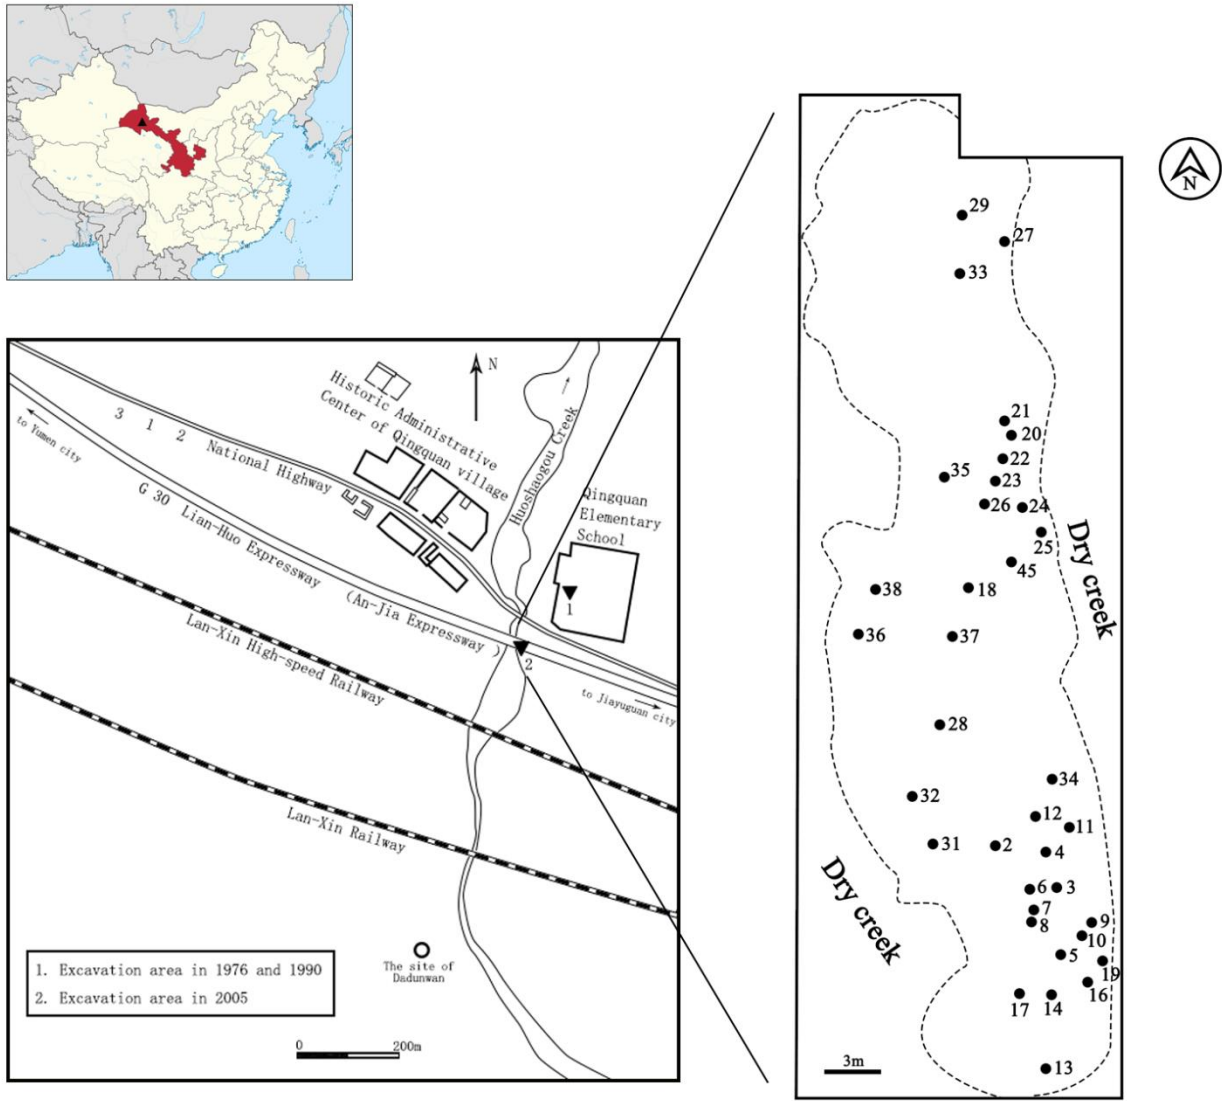 N
29
27
33
21
20
22
35
23
26
24
25
45
38
18
36
37
28
34
32
12
11
31
2
4
6
3
7
8
9
10
5
19
16
17
14
13
Dry creek
Dry creek
3m
N
Historic Administrative
Center of Qingquan village
Huoshaogou Creek
3 1 2 National Highway
to Yumen city
G 30 Lian-Huo Expressway (An-Jia Expressway )
Qingquan
Elementary
School
1
2
to Jiayuguan city
Lan-Xin High-speed Railway
Lan-Xin Railway
The site of
Dadunwan
1. Excavation area in 1976 and 1990
2. Excavation area in 2005
0 200m